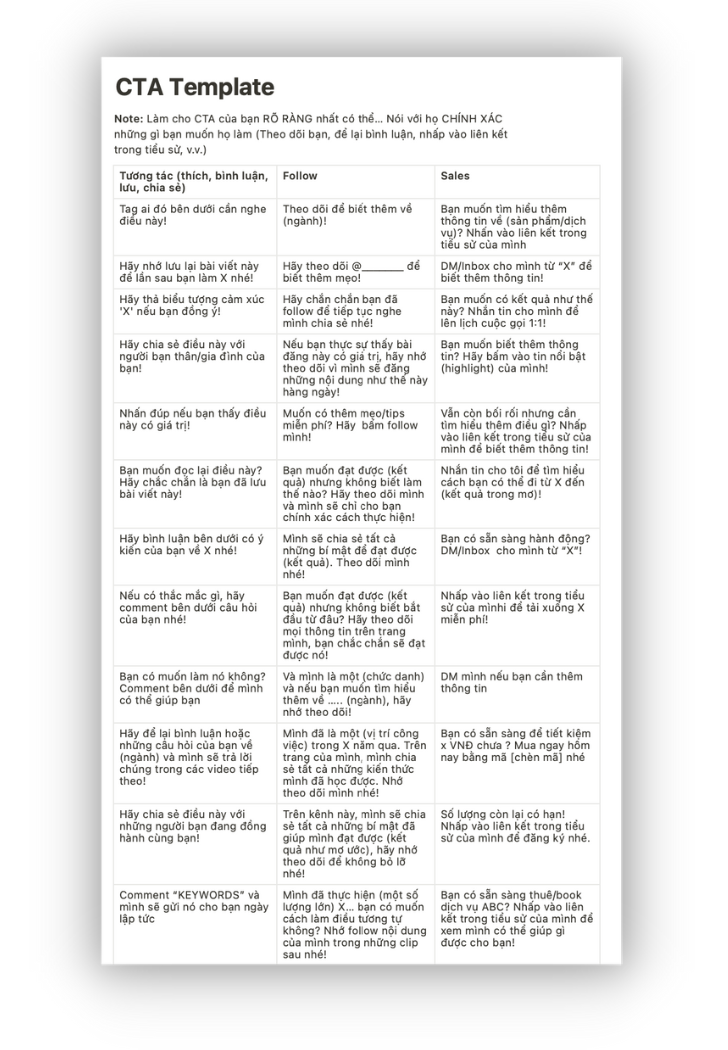 CTA Template
Note: Làm cho CTA của bạn RÕ RÀNG nhất có thể... Nói với họ CHÍNH XÁC
những gì bạn muốn họ làm (Theo dõi bạn, để lại bình luận, nhấp vào liên kết
trong tiểu sử, v.v.)
Tương tác (thích, bình luận,
lưu, chia sẻ)
Follow
Sales
Tag ai đó bên dưới cần nghe
điều này!
Theo dõi để biết thêm về
(ngành)!
Bạn muốn tìm hiểu thêm
thông tin về (sản phẩm/dịch
vụ)? Nhấn vào liên kết trong
tiểu sử của mình
Hãy nhớ lưu lại bài viết này
để lần sau bạn làm X nhé!
Hãy theo dõi @________ để
biết thêm mẹo!
DM/Inbox cho mình từ “X” để
biết thêm thông tin!
Hãy thả biểu tượng cảm xúc
'X' nếu bạn đồng ý!
Hãy chắn chắn bạn đã
follow để tiếp tục nghe
mình chia sẻ nhé!
Bạn muốn có kết quả như thế
này? Nhắn tin cho mình để
lên lịch cuộc gọi 1:1!
Hãy chia sẻ điều này với
người bạn thân/gia đình của
bạn!
Nếu bạn thực sự thấy bài
đăng này có giá trị, hãy nhớ
theo dõi vì mình sẽ đăng
những nội dung như thế này
hàng ngày!
Bạn muốn biết thêm thông
tin? Hãy bấm vào tin nổi bật
(highlight) của mình!
Nhấn đúp nếu bạn thấy điều
này có giá trị!
Muốn có thêm mẹo/tips
miễn phí? Hãy bấm follow
mình!
Vẫn còn bối rối nhưng cần
tìm hiểu thêm điều gì? Nhấp
vào liên kết trong tiểu sử của
mình để biết thêm thông tin!
Bạn muốn đọc lại điều này?
Hãy chắc chắn là bạn đã lưu
bài viết này!
Bạn muốn đạt được (kết
quả) nhưng không biết làm
thế nào? Hãy theo dõi mình
và mình sẽ chỉ cho bạn
chính xác cách thực hiện!
Nhắn tin cho tôi để tìm hiểu
cách bạn có thể đi từ X đến
(kết quả trong mơ)!
Hãy bình luận bên dưới có ý
kiến của bạn về X nhé!
Mình sẽ chia sẻ tất cả
những bí mật để đạt được
(kết quả). Theo dõi mình
nhé!
Bạn có sẵn sàng hành động?
DM/Inbox cho mình từ “X”!
Nếu có thắc mắc gì, hãy
comment bên dưới câu hỏi
của bạn nhé!
Bạn muốn đạt được (kết
quả) nhưng không biết bắt
đầu từ đâu? Hãy theo dõi
mọi thông tin trên trang
mình, bạn chắc chắn sẽ đạt
được nó!
Nhấp vào liên kết trong tiểu
sử của mìnhi để tải xuống X
miễn phí!
Bạn có muốn làm nó không?
Comment bên dưới để mình
có thể giúp bạn
Và mình là một (chức danh)
và nếu bạn muốn tìm hiểu
thêm về ..... (ngành), hãy
nhớ theo dõi!
DM mình nếu bạn cần thêm
thông tin
Hãy để lại bình luận hoặc
những câu hỏi của bạn về
(ngành) và mình sẽ trả lời
chúng trong các video tiếp
theo!
Mình đã là một (vị trí công
việc) trong X năm qua. Trên
trang của mình, mình chia
sẻ tất cả những kiến thức
mình đã học được. Nhớ
theo dõi mình nhé!
Bạn có sẵn sàng để tiết kiệm
x VNĐ chưa ? Mua ngay hôm
nay bằng mã [chèn mã] nhé
Hãy chia sẻ điều này với
những người bạn đang đồng
hành cùng bạn!
Trên kênh này, mình sẽ chia
sẻ tất cả những bí mật đã
giúp mình đạt được (kết
quả như mơ ước), hãy nhớ
theo dõi để không bỏ lỡ
nhé!
Số lượng còn lại có hạn!
Nhấp vào liên kết trong tiểu
sử của mình để đăng ký nhé.
Comment “KEYWORDS” và
mình sẽ gửi nó cho bạn ngày
lập tức
Mình đã thực hiện (một số
lượng lớn) X... bạn có muốn
cách làm điều tương tự
không? Nhớ follow nội dung
của mình trong những clip
sau nhé!
Bạn có sẵn sàng thuê/book
dịch vụ ABC? Nhấp vào liên
kết trong tiểu sử của mình để
xem mình có thể giúp gì
được cho bạn!